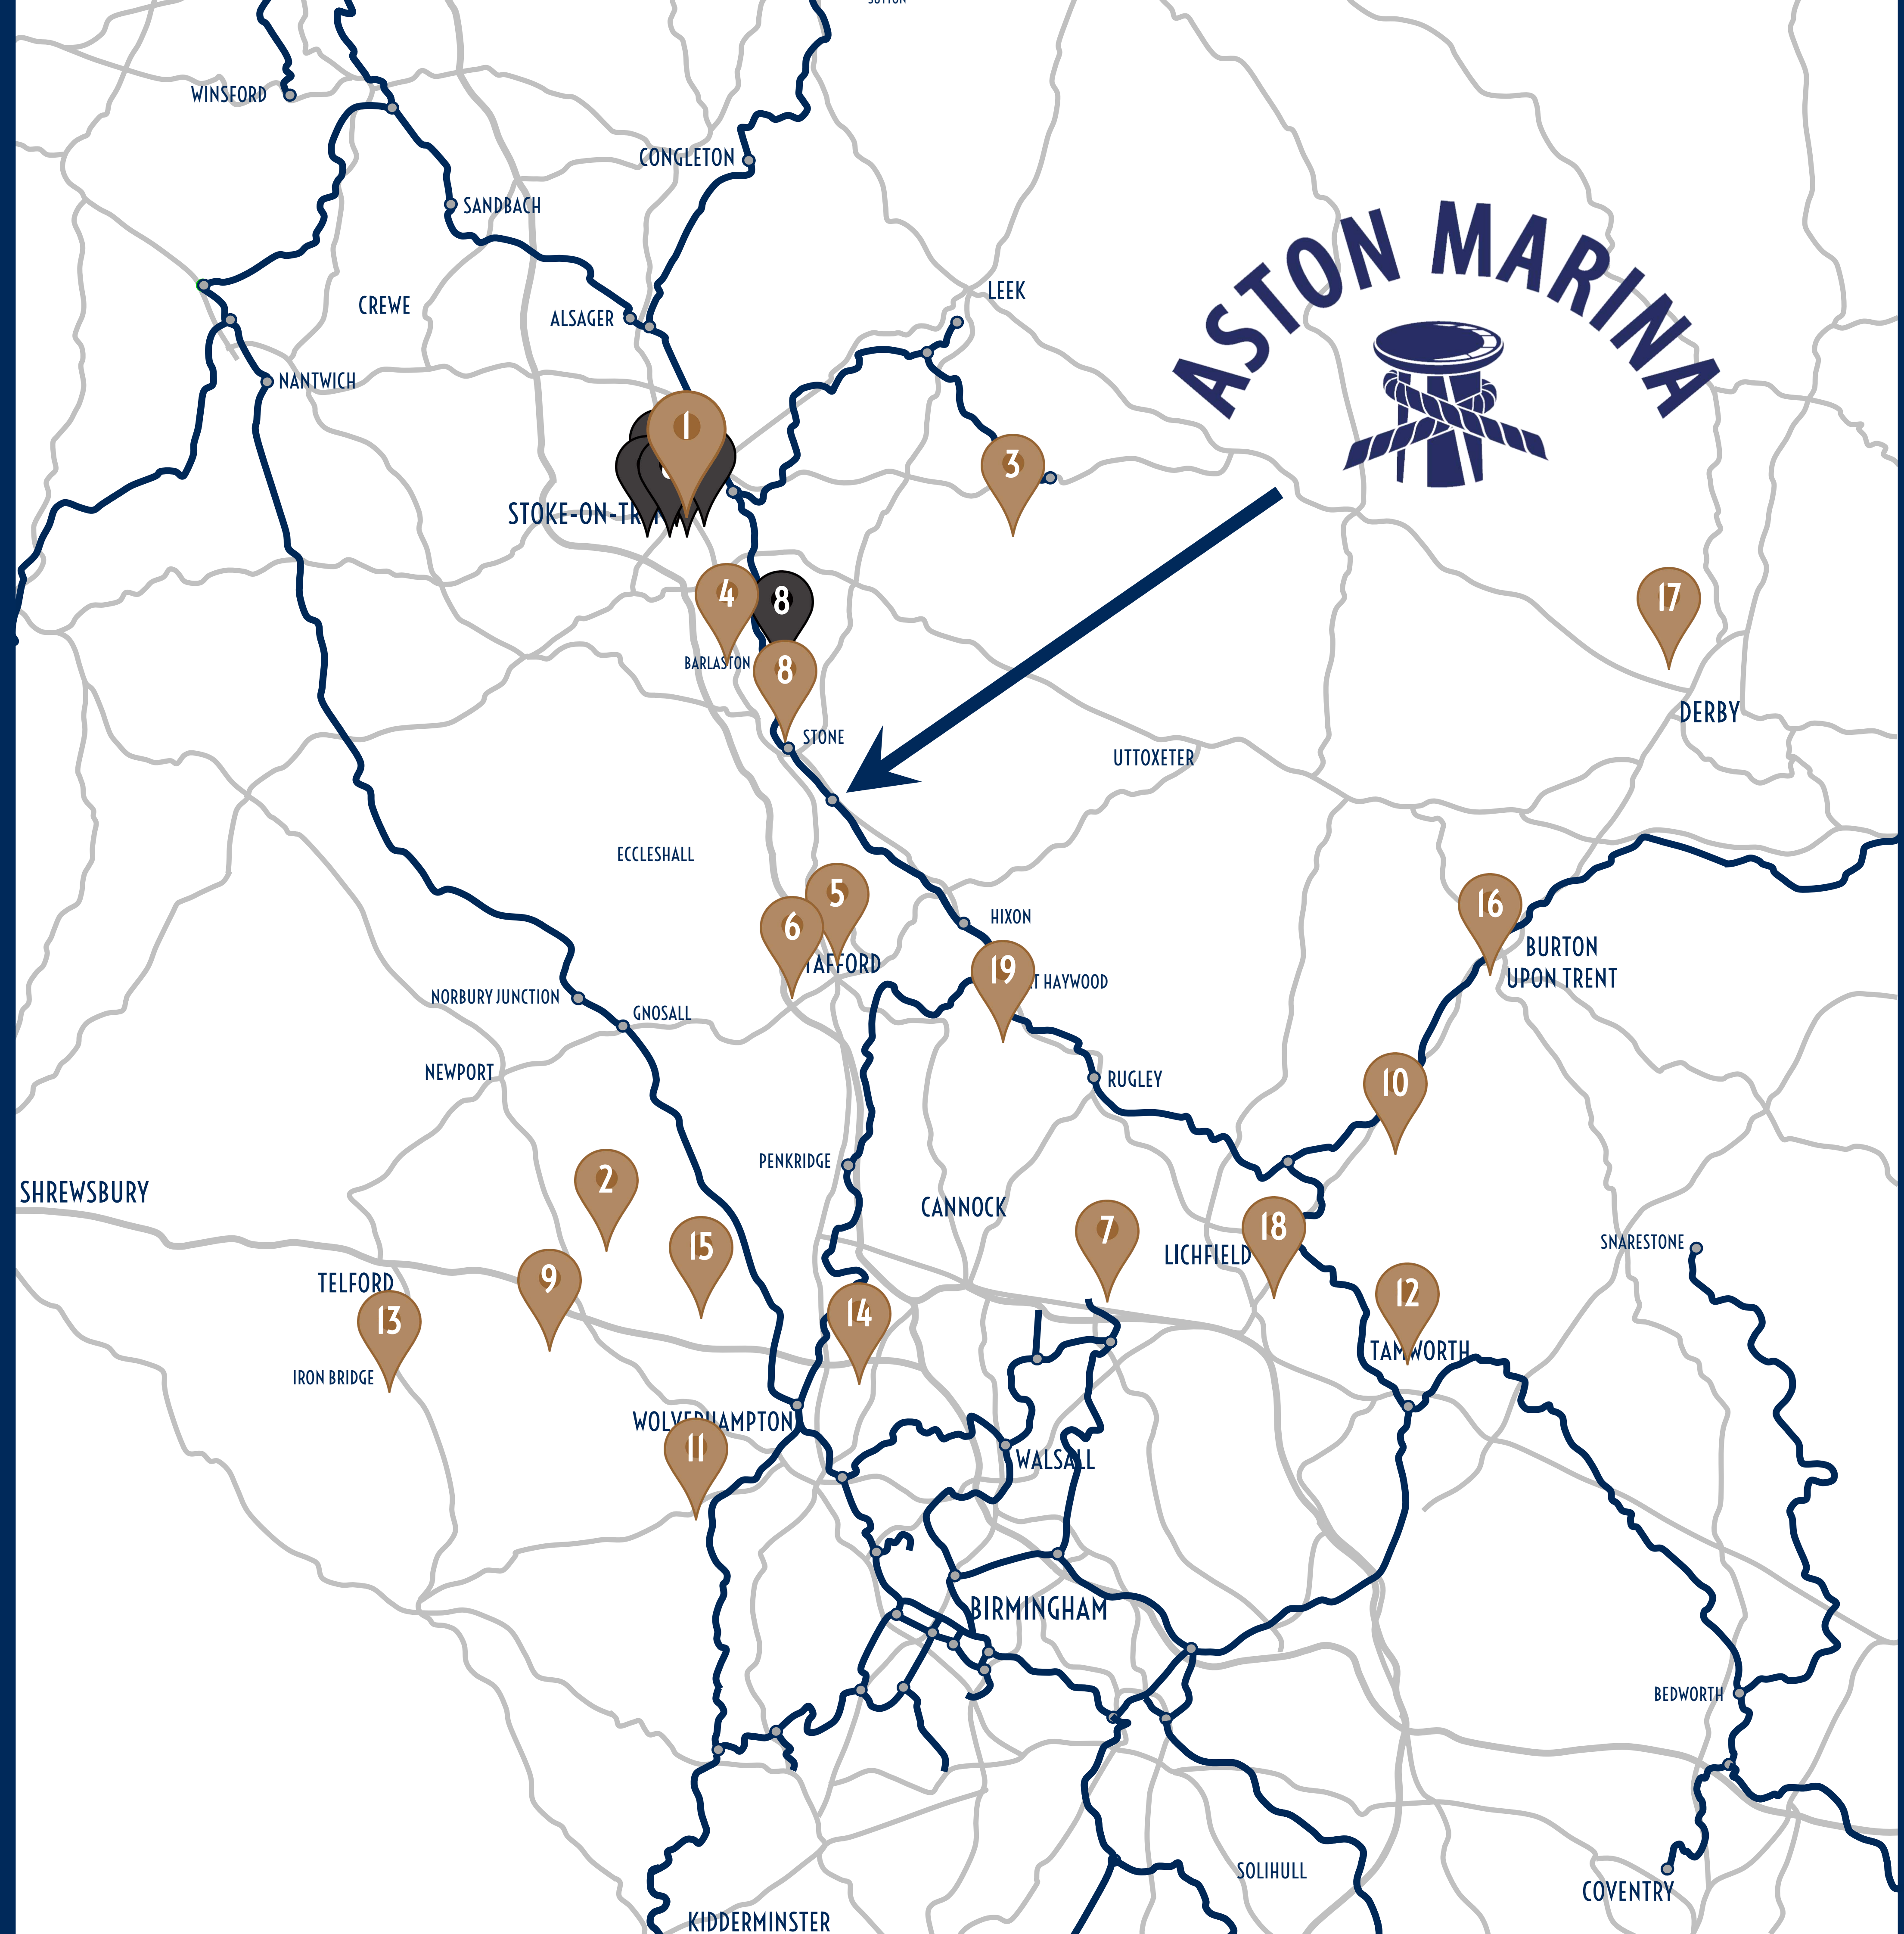 WINSFORD
CONGLETON
SANDBACH
ASTON MARINA
LEEK
CREWE
ALSAGER
NANTWICH
1
3
STOKE-ON-TR
4
8
17
BARLASTON
8
DERBY
STONE
UTTOXETER
ECCLESHALL
5
16
6
HIXON
BURTON
UPON TRENT
TAFFORD
19
T HAYWOOD
NORBURY JUNCTION
GNOSALL
NEWPORT
RUGLEY
10
PENKRIDGE
2
SHREWSBURY
CANNOCK
7
18
15
LICHFIELD
SNARESTONE
9
TELFORD
12
13
14
TAMWORTH
IRON BRIDGE
WOLVERHAMPTON
11
WALSALL
BIRMINGHAM
BEDWORTH
SOLIHULL
COVENTRY
KIDDERMINSTER